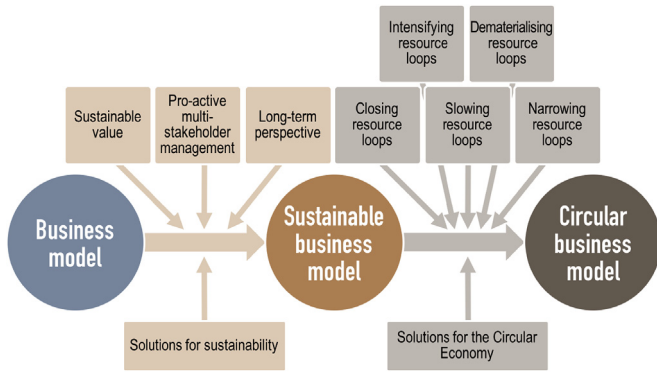 Intensifying
resource
loops
Dematerialising
resource
loops
Sustainable
value
Pro-active
multi-
stakeholder
management
Long-term
perspective
Closing
resource
loops
Slowing
resource
loops
Narrowing
resource
loops
Business
model
Sustainable
business
model
Circular
business
model
Solutions for sustainability
Solutions for the Circular
Economy